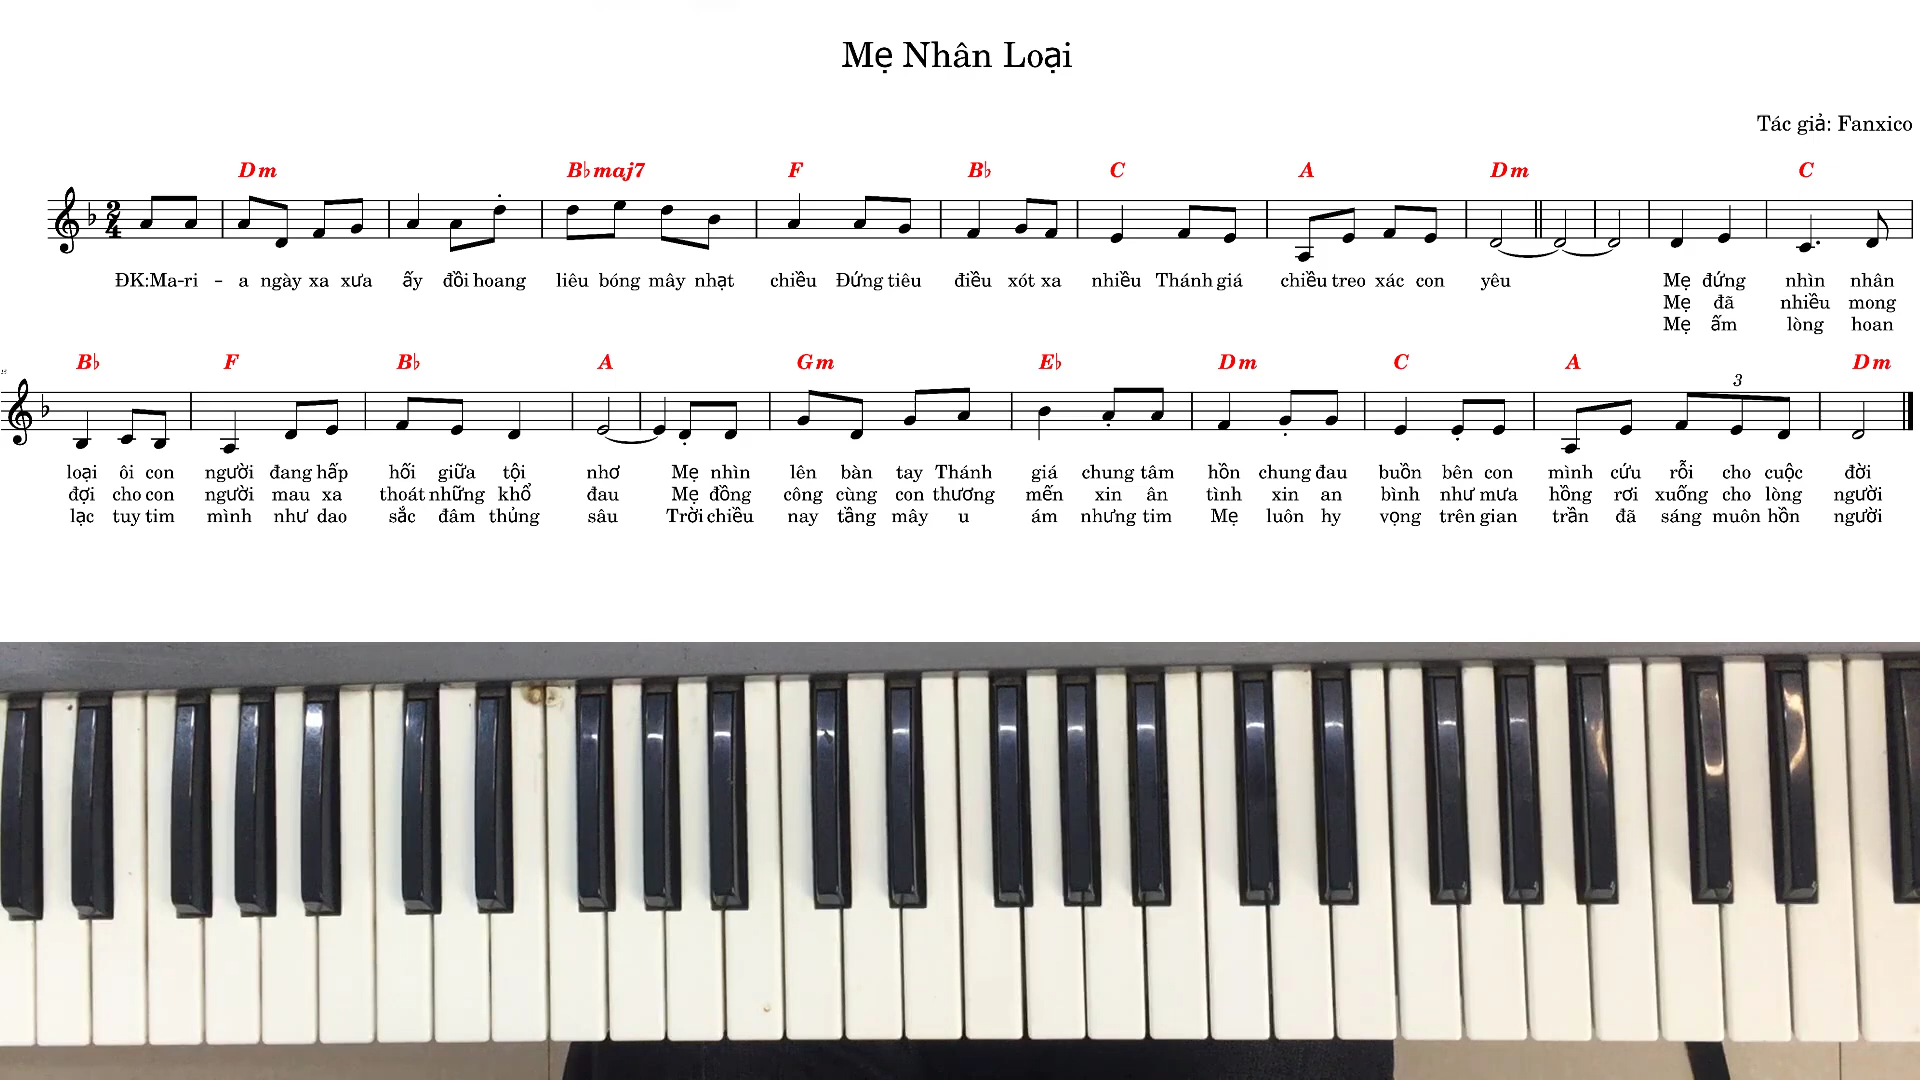 Mẹ Nhân Loại
Tác giả: Fanxico
Dm B♭maj7 F B♭ C A Dm C
2/4
ĐK:Ma-ri - a ngày xa xưa ấy đồi hoang liêu bóng mây nhạt chiều Đứng tiêu điều xót xa nhiều Thánh giá chiều treo xác con yêu Mẹ đứng nhìn nhân
Mẹ đã nhiều mong
Mẹ ấm lòng hoan
B♭ F B♭ A Gm E♭ Dm C A Dm
3
loại ôi con người đang hấp hối giữa tội nhơ Mẹ nhìn lên bàn tay Thánh giá chung tâm hồn chung đau buồn bên con mình cứu rỗi cho cuộc đời
đợi cho con người mau xa thoát những khổ đau Mẹ đồng công cùng con thương mến xin ân tình xin an bình như mưa hồng rơi xuống cho lòng người
lạc tuy tim mình như dao sắc đâm thủng sâu Trời chiều nay tầng mây u ám nhưng tim Mẹ luôn hy vọng trên gian trần đã sáng muôn hồn người